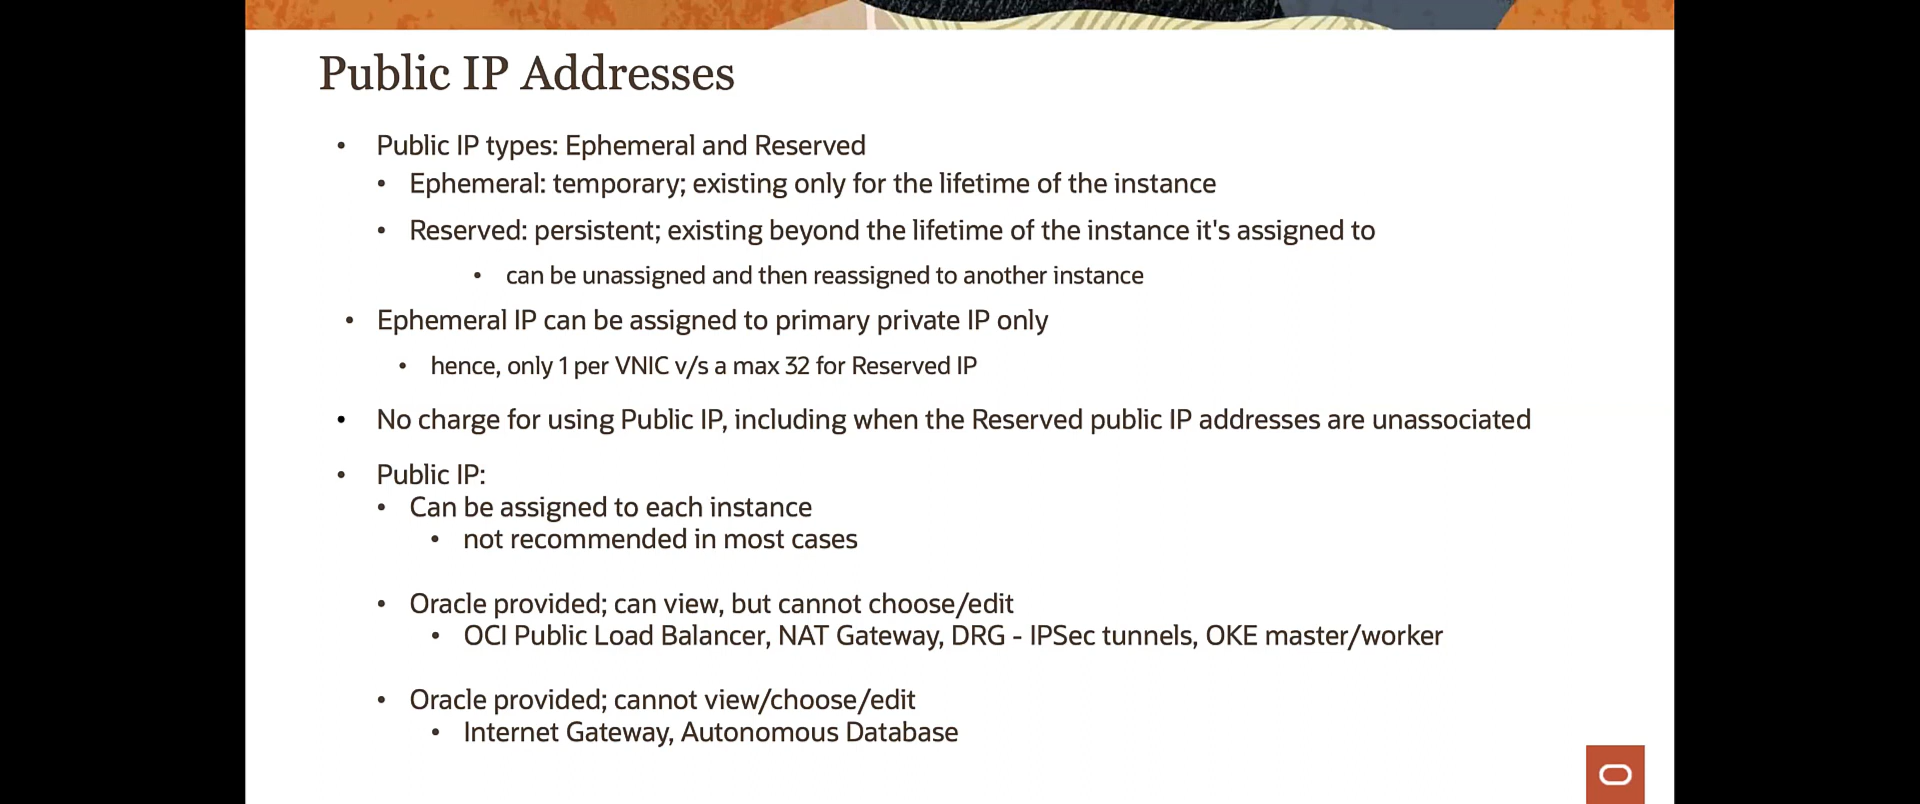 Public IP Addresses
• Public IP types: Ephemeral and Reserved
• Ephemeral: temporary; existing only for the lifetime of the instance
• Reserved: persistent; existing beyond the lifetime of the instance it's assigned to
• can be unassigned and then reassigned to another instance
• Ephemeral IP can be assigned to primary private IP only
• hence, only 1 per VNIC v/s a max 32 for Reserved IP
• No charge for using Public IP, including when the Reserved public IP addresses are unassociated
• Public IP:
• Can be assigned to each instance
• not recommended in most cases
• Oracle provided; can view, but cannot choose/edit
• OCI Public Load Balancer, NAT Gateway, DRG - IPSec tunnels, OKE master/worker
• Oracle provided; cannot view/choose/edit
• Internet Gateway, Autonomous Database